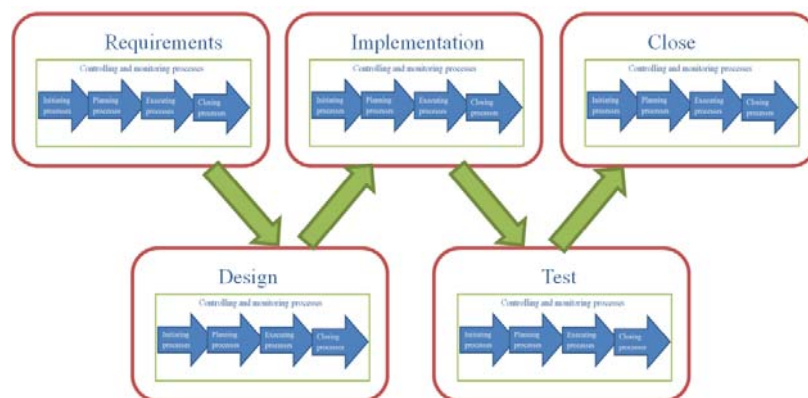 Requirements
Controlling and monitoring processes
Initiating
processes
Planning
processes
Executing
processes
Closing
processes
Implementation
Controlling and monitoring processes
Initiating
processes
Planning
processes
Executing
processes
Closing
processes
Close
Controlling and monitoring processes
Initiating
processes
Planning
processes
Executing
processes
Closing
processes
Design
Controlling and monitoring processes
Initiating
processes
Planning
processes
Executing
processes
Closing
processes
Test
Controlling and monitoring processes
Initiating
processes
Planning
processes
Executing
processes
Closing
processes